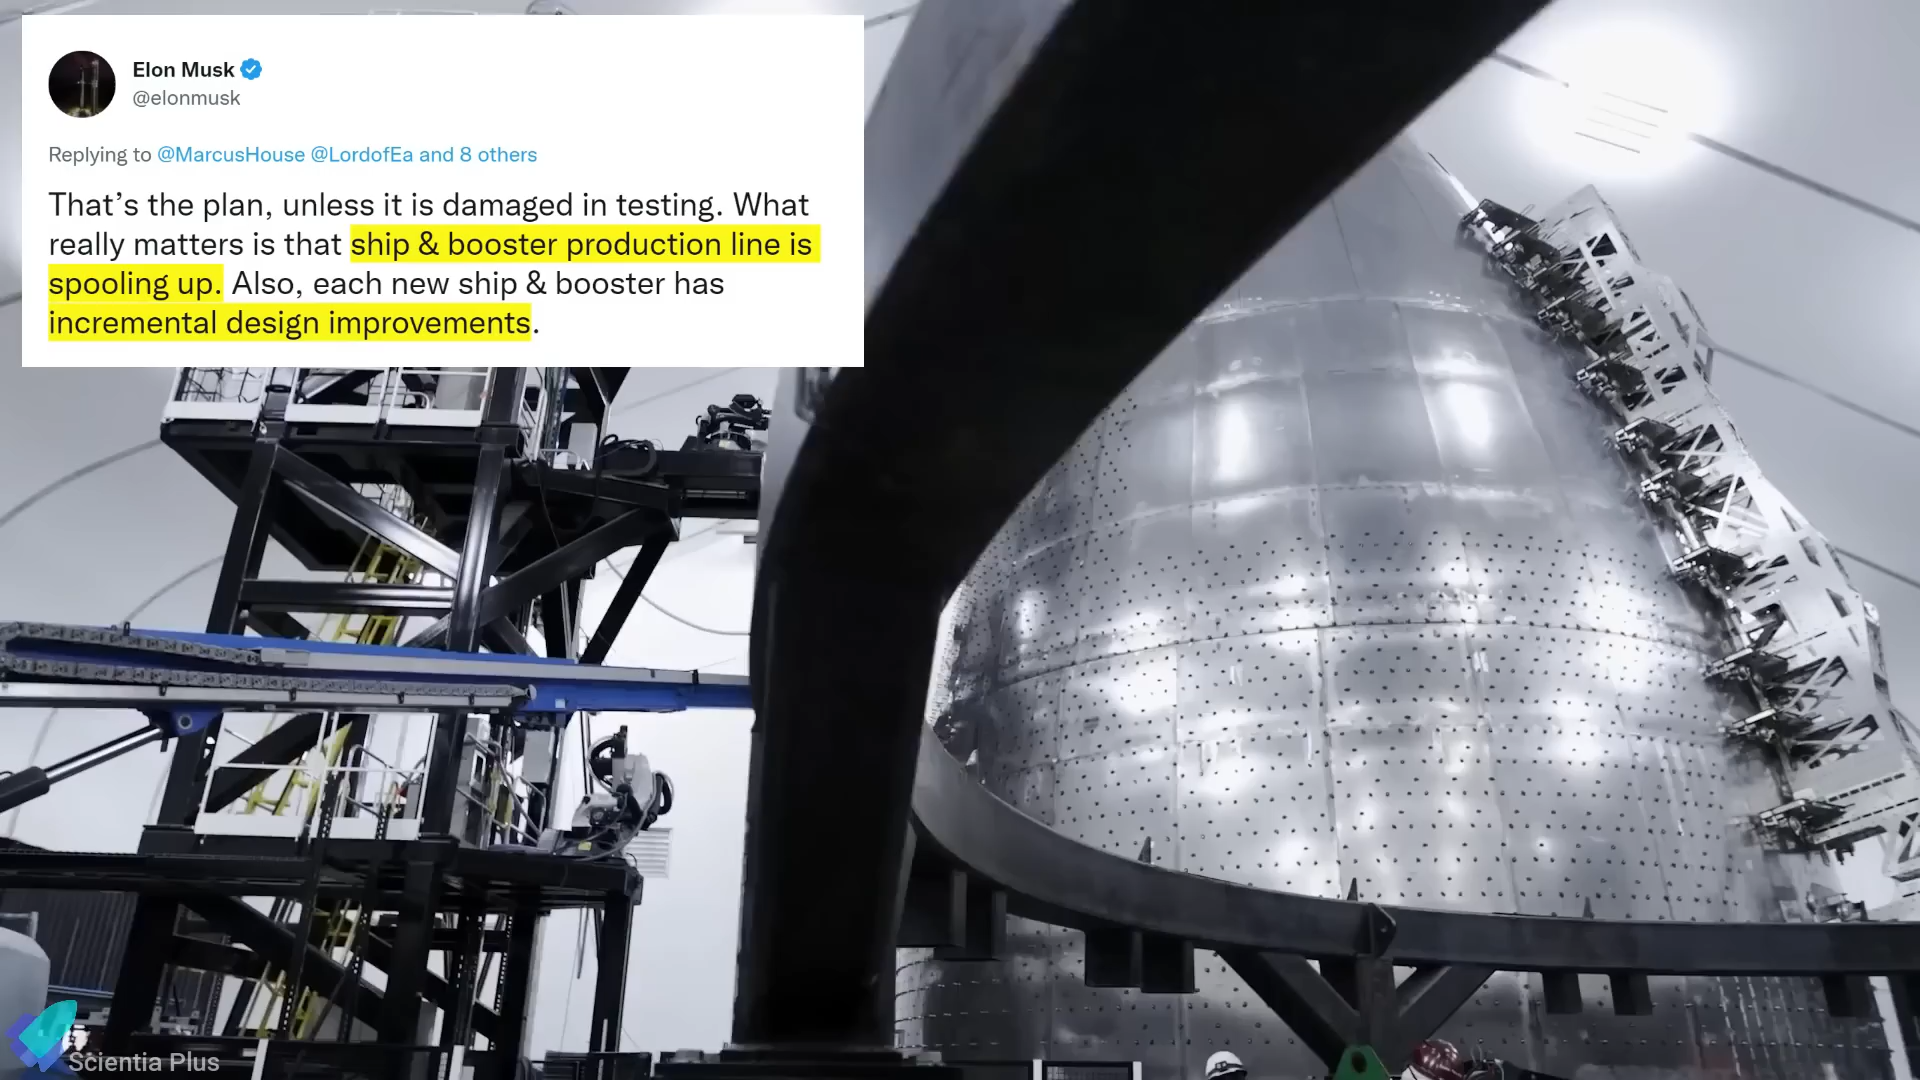 Elon Musk
@elonmusk
Replying to @MarcusHouse @LordofEa and 8 others
That’s the plan, unless it is damaged in testing. What
really matters is that ship & booster production line is
spooling up. Also, each new ship & booster has
incremental design improvements.
Scientia Plus